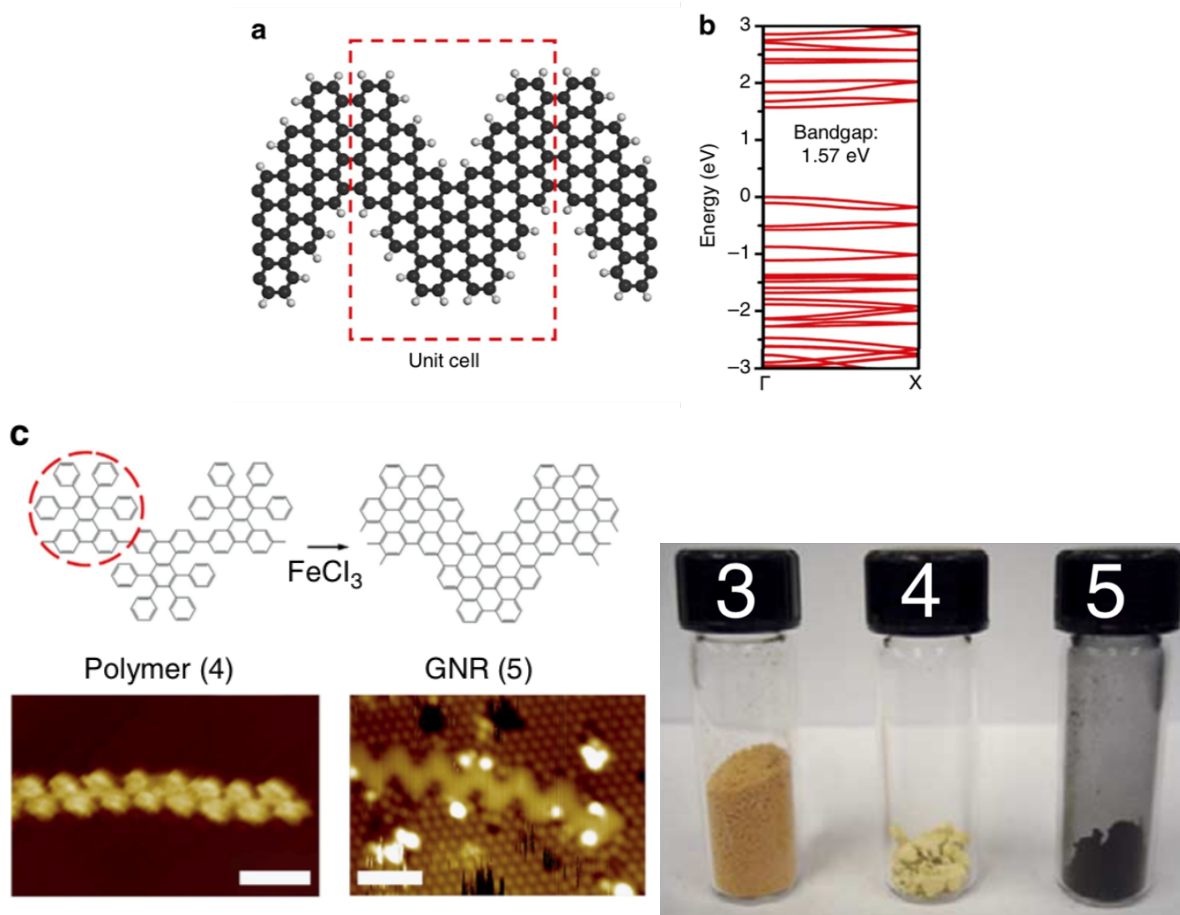 a
Unit cell
b
3
2
1
0
−1
−2
−3
Energy (eV)
Bandgap:
1.57 eV
Γ
X
c
FeCl₃
Polymer (4)
GNR (5)
3
4
5